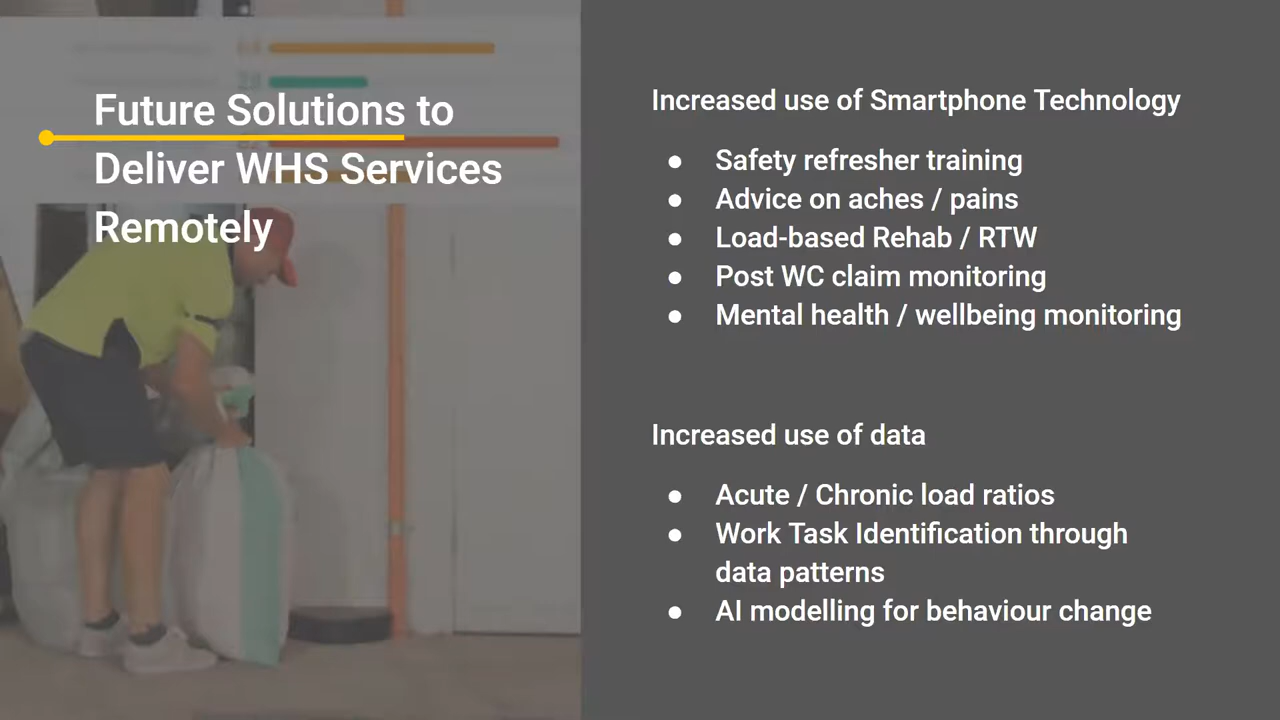 Future Solutions to
Deliver WHS Services
Remotely
Increased use of Smartphone Technology
● Safety refresher training
● Advice on aches / pains
● Load-based Rehab / RTW
● Post WC claim monitoring
● Mental health / wellbeing monitoring
Increased use of data
● Acute / Chronic load ratios
● Work Task Identification through
data patterns
● AI modelling for behaviour change